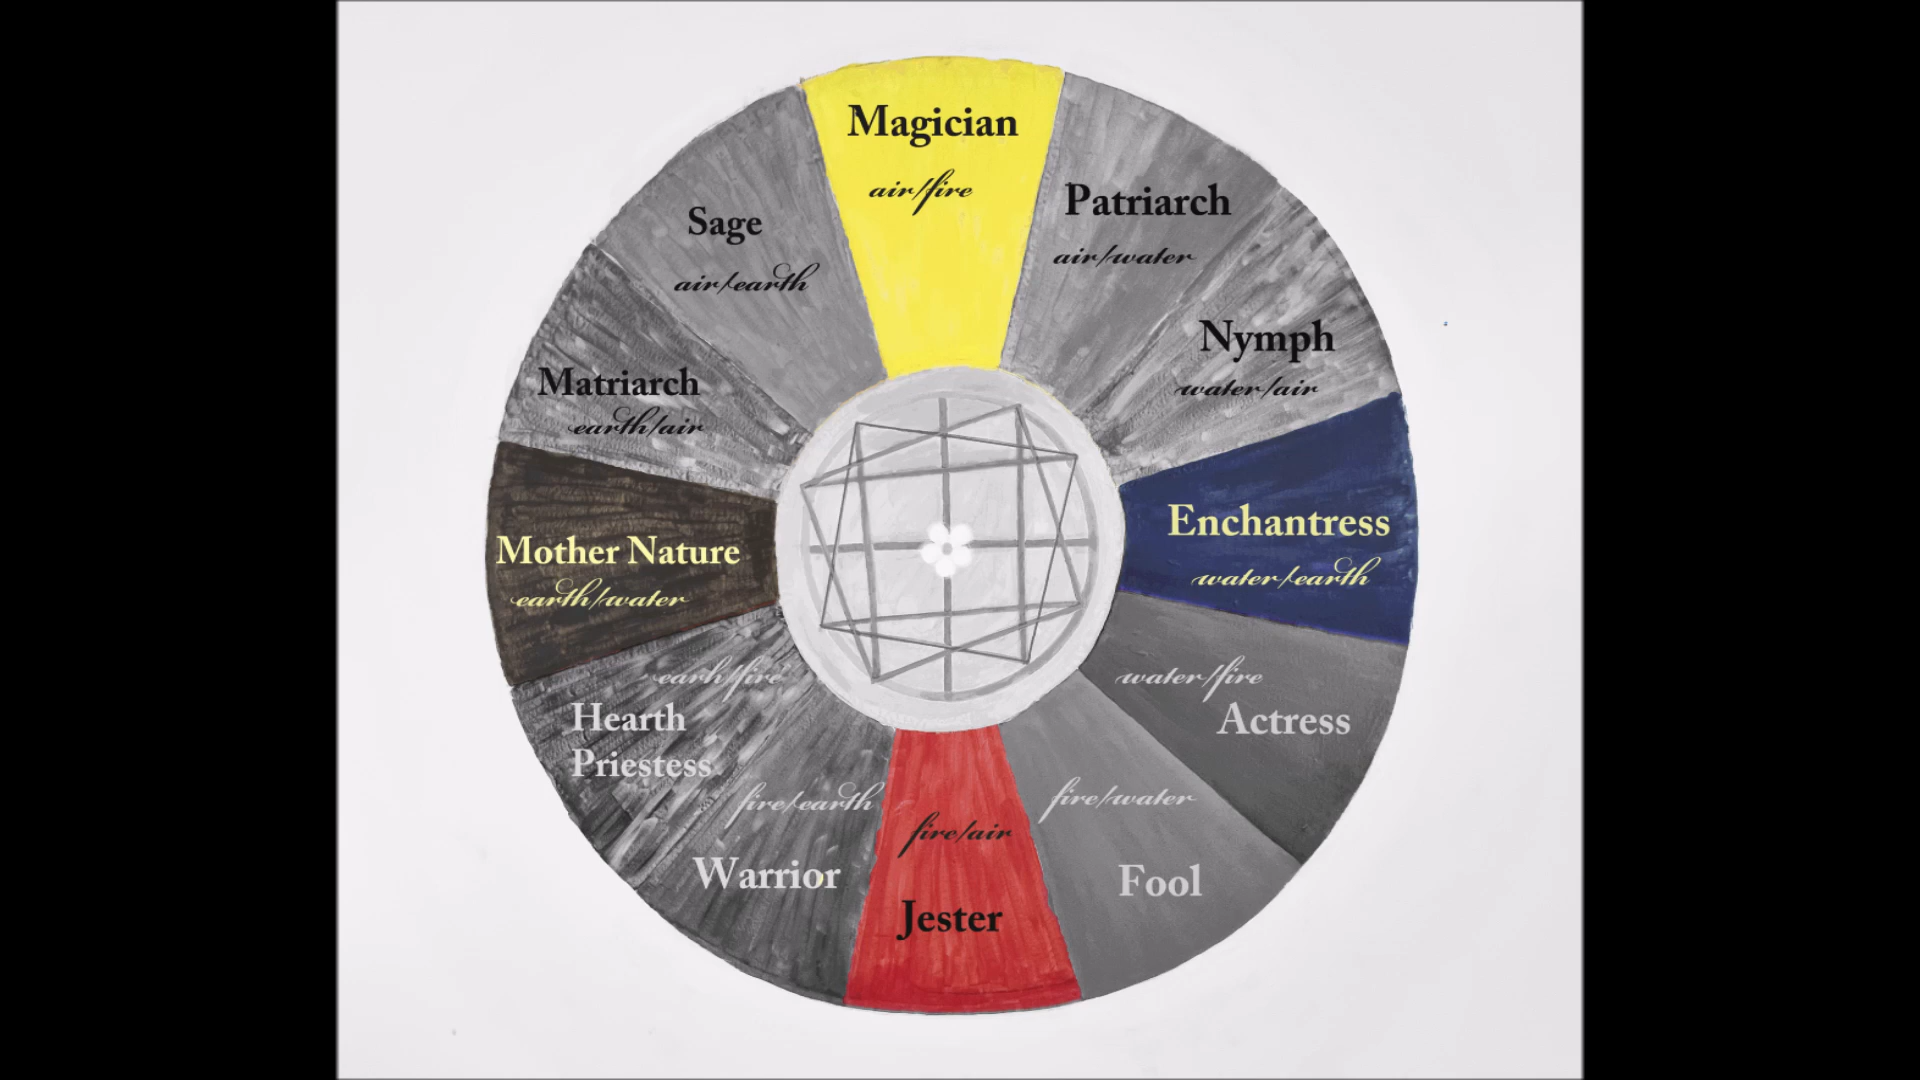 Magician
air/fire
Patriarch
air/water
Nymph
water/air
Enchantress
water/earth
water/fire
Actress
fire/water
Fool
fire/air
Jester
fire/earth
Warrior
earh/fire
Hearth
Priestess
Mother Nature
earth/water
Matriarch
earth/air
Sage
air/earth